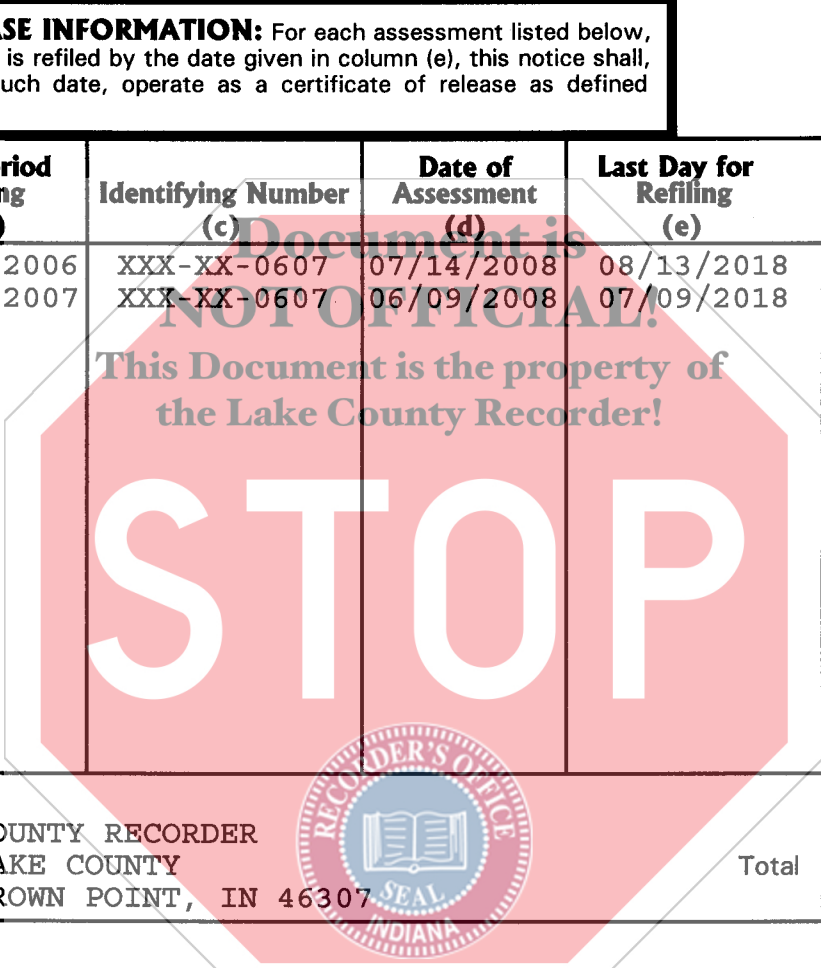 ASE INFORMATION: For each assessment listed below,
is refiled by the date given in column (e), this notice shall,
uch date, operate as a certificate of release as defined
riod Date of Last Day for
ng Identifying Number Assessment Refiling
) (c) (d) (e)
Document is
2006 XXX-XX-0607 07/14/2008 08/13/2018
2007 XXX-XX-0607 06/09/2008 07/09/2018
NOT OFFICIAL!
This Document is the property of
the Lake County Recorder!
STOP
RECORDER'S OFFICE
OUNTY RECORDER
AKE COUNTY Total
ROWN POINT, IN 46307
SEAL
INDIANA